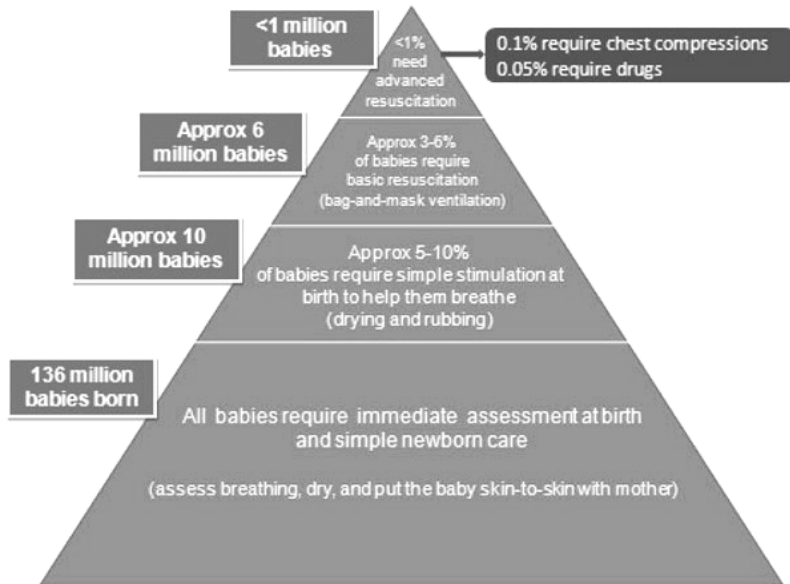 <1 million
babies
<1%
need
advanced
resuscitation
0.1% require chest compressions
0.05% require drugs
Approx 6
million babies
Approx 3-6%
of babies require
basic resuscitation
(bag-and-mask ventilation)
Approx 10
million babies
Approx 5-10%
of babies require simple stimulation at
birth to help them breathe
(drying and rubbing)
136 million
babies born
All babies require immediate assessment at birth
and simple newborn care
(assess breathing, dry, and put the baby skin-to-skin with mother)